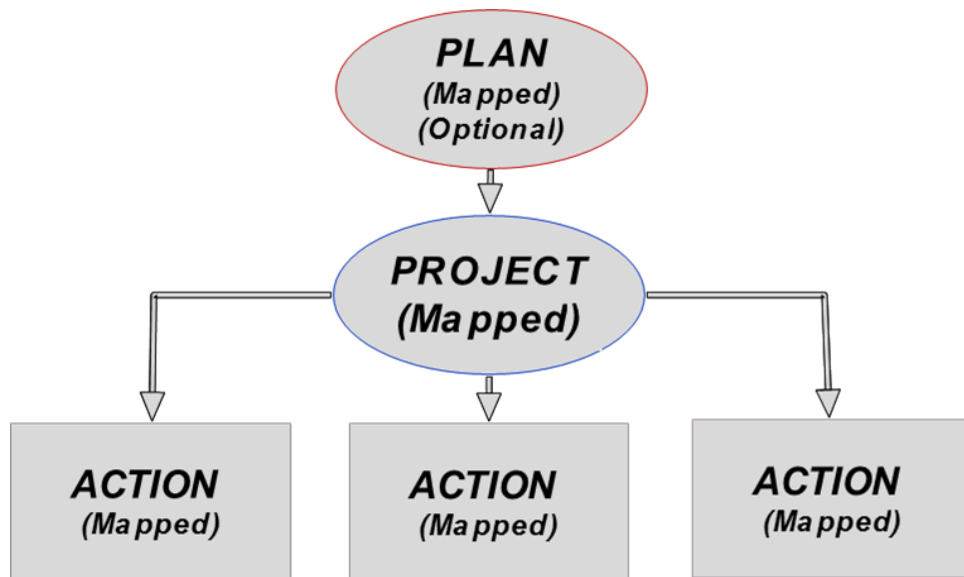 PLAN
(Mapped)
(Optional)
PROJECT
(Mapped)
ACTION
(Mapped)
ACTION
(Mapped)
ACTION
(Mapped)